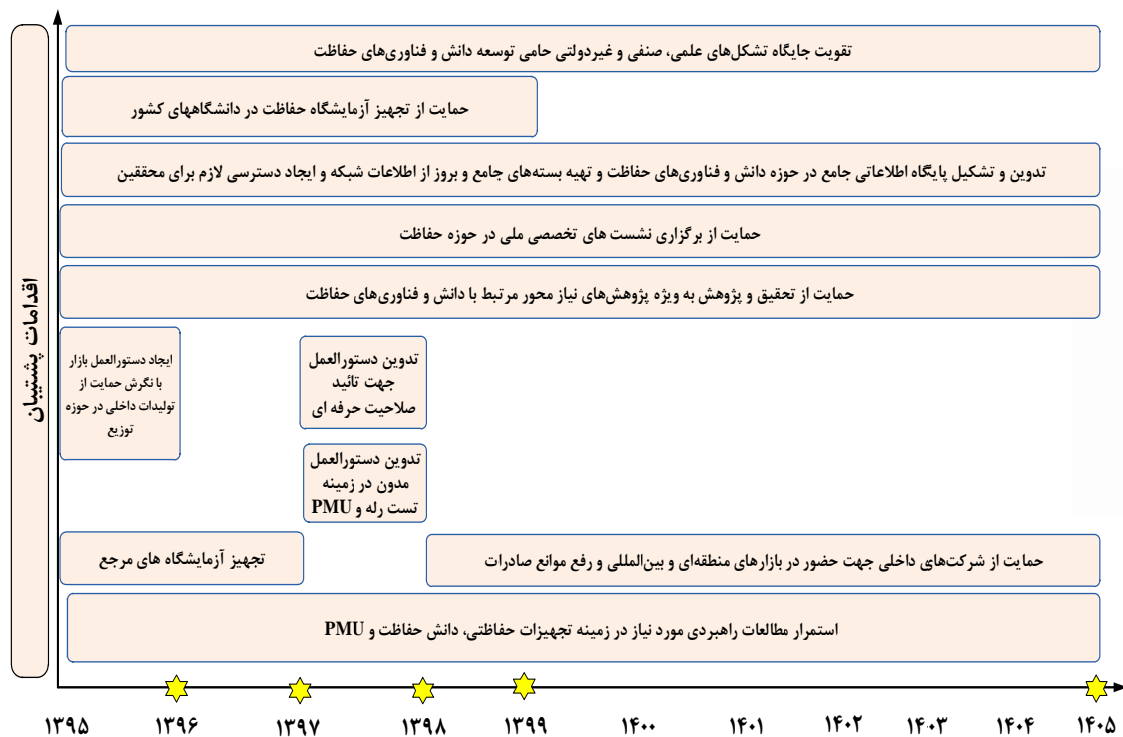 تقویت جایگاه تشکل‌های علمی، صنفی و غیردولتی حامی توسعه دانش و فناوری‌های حفاظت
حمایت از تجهیز آزمایشگاه حفاظت در دانشگاههای کشور
تدوین و تشکیل پایگاه اطلاعاتی جامع در حوزه دانش و فناوری‌های حفاظت و تهیه بسته‌های جامع و بروز از اطلاعات شبکه و ایجاد دسترسی لازم برای محققین
حمایت از برگزاری نشست های تخصصی ملی در حوزه حفاظت
حمایت از تحقیق و پژوهش به ویژه پژوهش‌های نیاز محور مرتبط با دانش و فناوری‌های حفاظت
اقدامات پشتیبان
تدوین دستورالعمل
جهت تائید
صلاحیت حرفه ای
ایجاد دستورالعمل بازار
با نگرش حمایت از
تولیدات داخلی در حوزه
توزیع
تدوین دستورالعمل
مدون در زمینه
تست رله و PMU
حمایت از شرکت‌های داخلی جهت حضور در بازارهای منطقه‌ای و بین‌المللی و رفع موانع صادرات
تجهیز آزمایشگاه های مرجع
استمرار مطالعات راهبردی مورد نیاز در زمینه تجهیزات حفاظتی، دانش حفاظت و PMU
۱۳۹۵ ۱۳۹۶ ۱۳۹۷ ۱۳۹۸ ۱۳۹۹ ۱۴۰۰ ۱۴۰۱ ۱۴۰۲ ۱۴۰۳ ۱۴۰۴ ۱۴۰۵